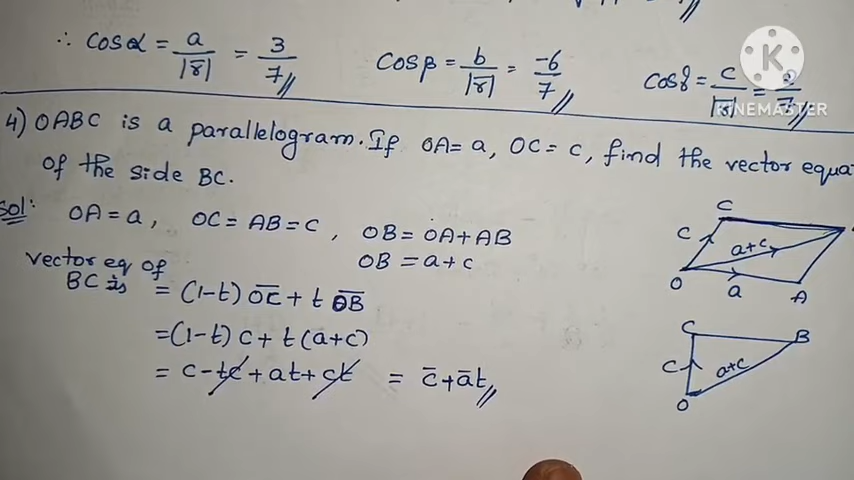 ∴ Cosα = a/|r̄| = 3/7
Cosβ = b/|r̄| = -6/7
Cosγ = c/|r̄| =
KINEMASTER
4) OABC is a parallelogram. If OA = a, OC = c, find the vector equa
of the side BC.
Sol: OA = a, OC = AB = c, OB = OA + AB
OB = a + c
vector eq of
BC is = (1-t) OC̄ + t OB̄
= (1-t) c + t (a+c)
= c - tc + at + ct = c̄ + āt
C
c
a+c
O
a
A
C
B
c
a+c
O